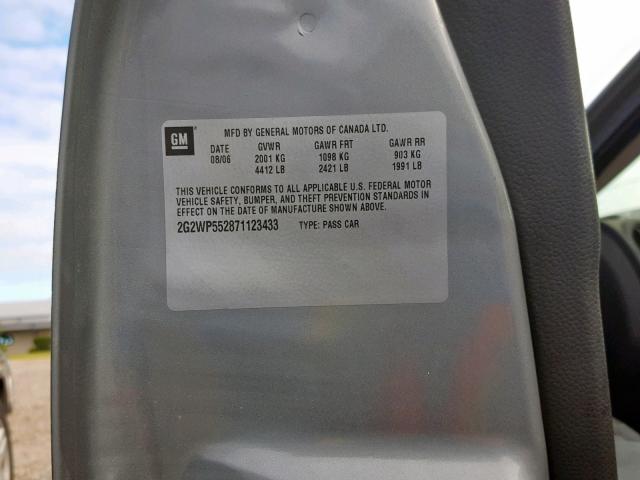 GM
MFD BY GENERAL MOTORS OF CANADA LTD.
DATE GVWR GAWR FRT GAWR RR
08/06 2001 KG 1098 KG 903 KG
4412 LB 2421 LB 1991 LB
THIS VEHICLE CONFORMS TO ALL APPLICABLE U.S. FEDERAL MOTOR
VEHICLE SAFETY, BUMPER, AND THEFT PREVENTION STANDARDS IN
EFFECT ON THE DATE OF MANUFACTURE SHOWN ABOVE.
2G2WP552871123433 TYPE: PASS CAR